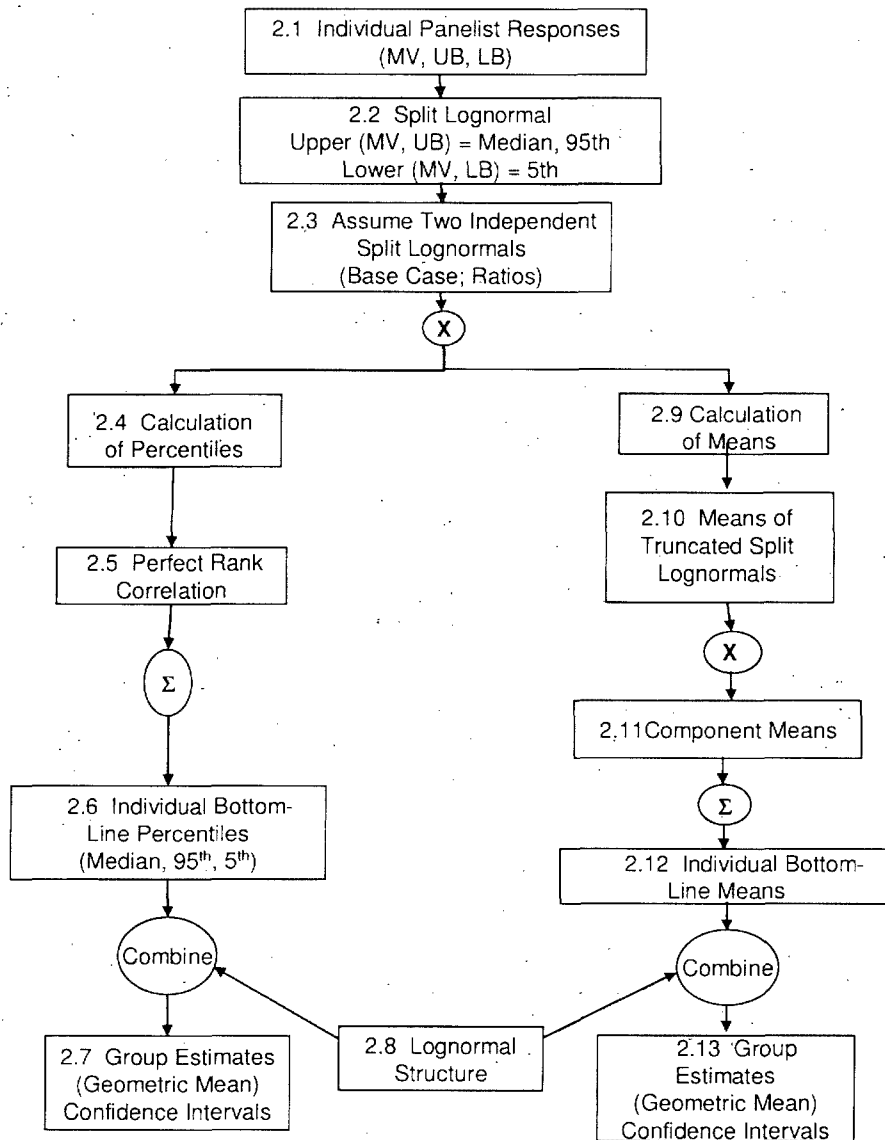 2.1 Individual Panelist Responses
(MV, UB, LB)
2.2 Split Lognormal
Upper (MV, UB) = Median, 95th
Lower (MV, LB) = 5th
2.3 Assume Two Independent
Split Lognormals
(Base Case; Ratios)
X
2.4 Calculation
of Percentiles
2.5 Perfect Rank
Correlation
Σ
2.6 Individual Bottom-
Line Percentiles
(Median, 95th, 5th)
Combine
2.7 Group Estimates
(Geometric Mean)
Confidence Intervals
2.8 Lognormal
Structure
2.9 Calculation
of Means
2.10 Means of
Truncated Split
Lognormals
X
2.11Component Means
Σ
2.12 Individual Bottom-
Line Means
Combine
2.13 Group
Estimates
(Geometric Mean)
Confidence Intervals